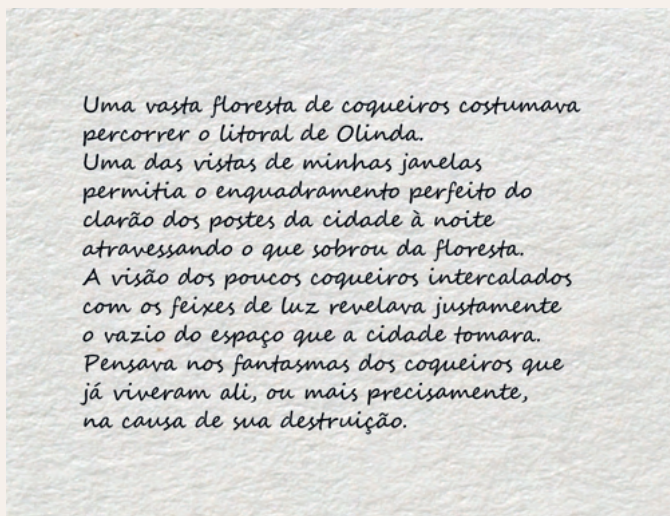 Uma vasta floresta de coqueiros costumava
percorrer o litoral de Olinda.
Uma das vistas de minhas janelas
permitia o enquadramento perfeito do
clarão dos postes da cidade à noite
atravessando o que sobrou da floresta.
A visão dos poucos coqueiros intercalados
com os feixes de luz revelava justamente
o vazio do espaço que a cidade tomara.
Pensava nos fantasmas dos coqueiros que
já viveram ali, ou mais precisamente,
na causa de sua destruição.